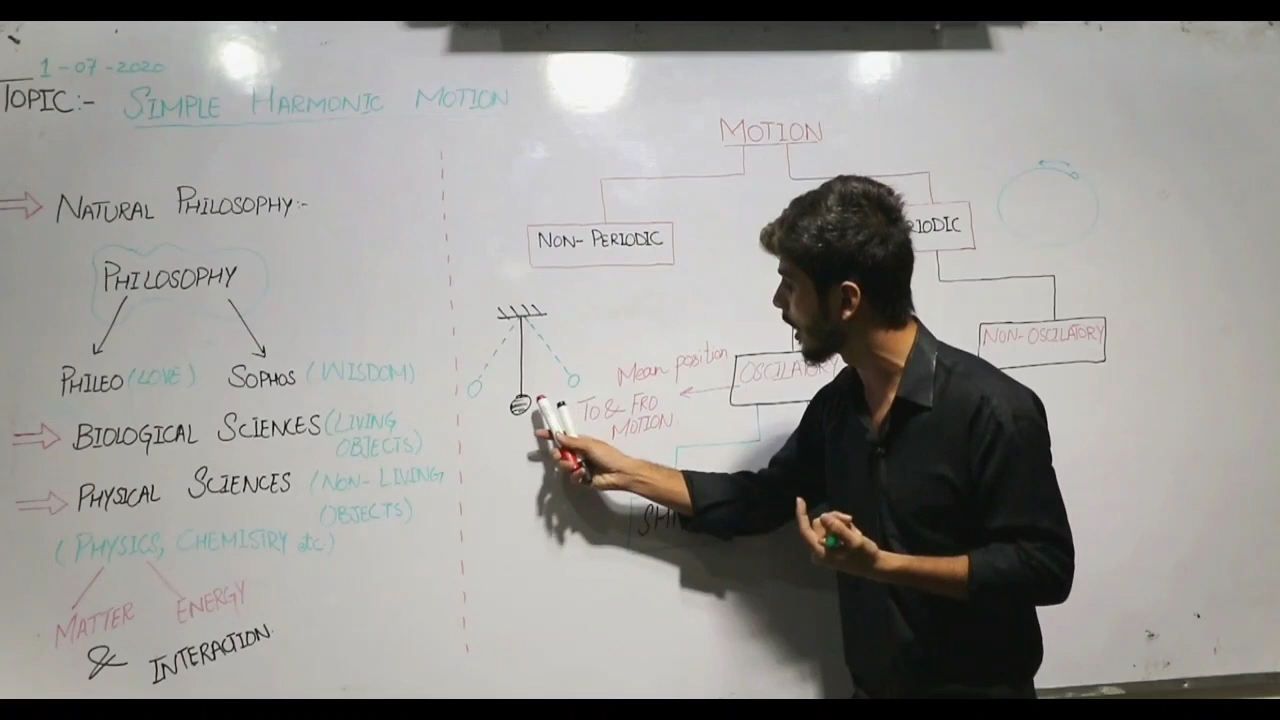 1-07-2020
TOPIC:- SIMPLE HARMONIC MOTION
NATURAL PHILOSOPHY:-
PHILOSOPHY
PHILEO (LOVE) SOPHOS (WISDOM)
BIOLOGICAL SCIENCES (LIVING
OBJECTS)
PHYSICAL SCIENCES (NON-LIVING
OBJECTS)
(PHYSICS, CHEMISTRY etc)
MATTER ENERGY
& INTERACTION
MOTION
NON-PERIODIC
RIODIC
NON-OSCILATORY
OSCILATORY
Mean position
TO & FRO
MOTION